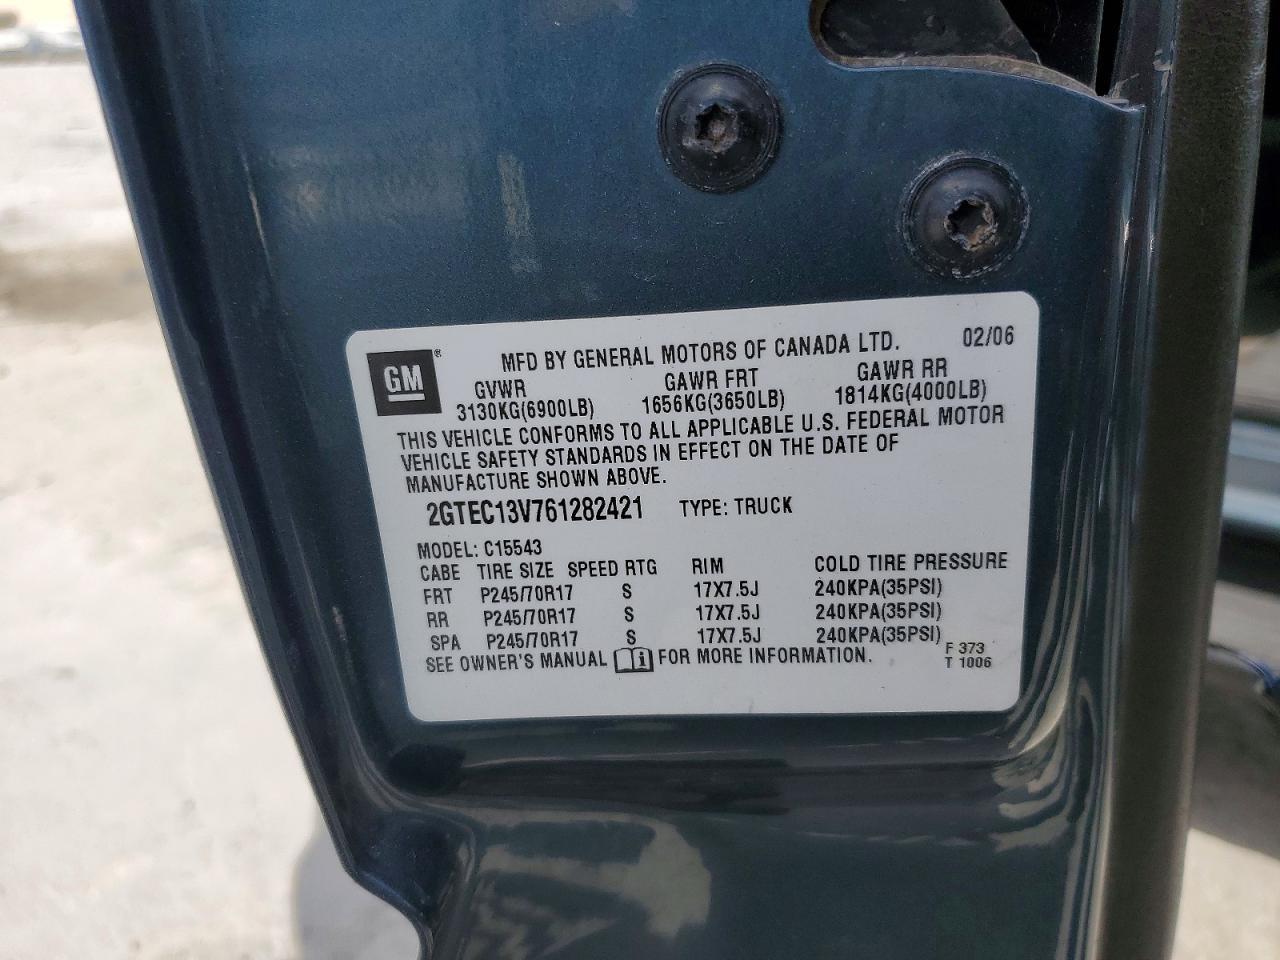 MFD BY GENERAL MOTORS OF CANADA LTD. 02/06
GM®
GVWR GAWR FRT GAWR RR
3130KG(6900LB) 1656KG(3650LB) 1814KG(4000LB)
THIS VEHICLE CONFORMS TO ALL APPLICABLE U.S. FEDERAL MOTOR
VEHICLE SAFETY STANDARDS IN EFFECT ON THE DATE OF
MANUFACTURE SHOWN ABOVE.
2GTEC13V761282421 TYPE: TRUCK
MODEL: C15543
CABE TIRE SIZE SPEED RTG RIM COLD TIRE PRESSURE
FRT P245/70R17 S 17X7.5J 240KPA(35PSI)
RR P245/70R17 S 17X7.5J 240KPA(35PSI)
SPA P245/70R17 S 17X7.5J 240KPA(35PSI)
SEE OWNER'S MANUAL i FOR MORE INFORMATION.
F 373
T 1006